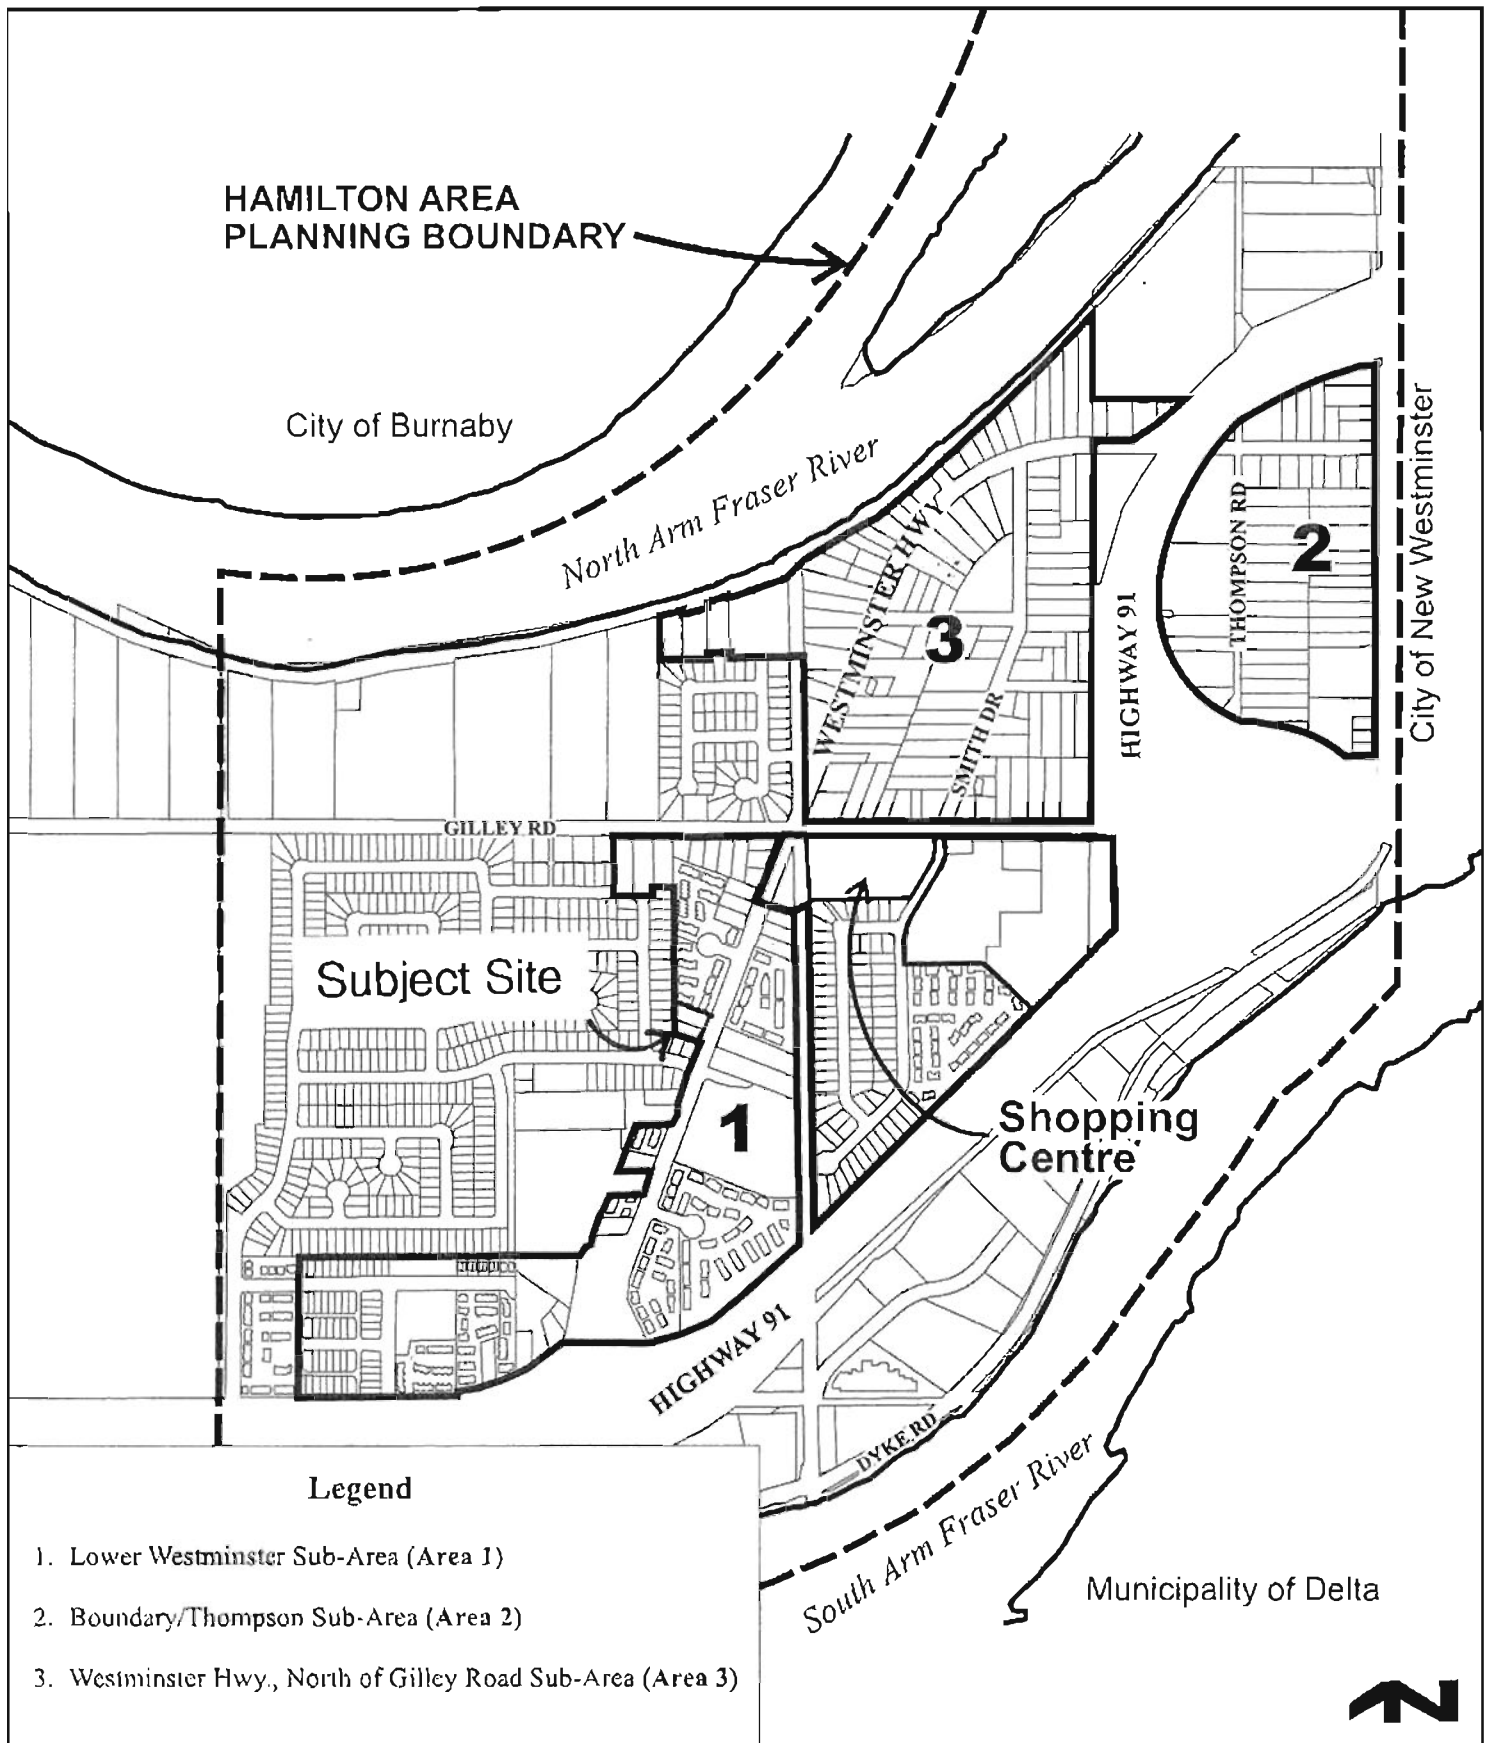 HAMILTON AREA
PLANNING BOUNDARY
City of Burnaby
North Arm Fraser River
WESTMINSTER HWY
3
SMITH DR
HIGHWAY 91
THOMPSON RD
2
City of New Westminster
GILLEY RD
Subject Site
1
Shopping
Centre
HIGHWAY 91
DYKE RD
South Arm Fraser River
Municipality of Delta
Legend
1. Lower Westminster Sub-Area (Area 1)
2. Boundary/Thompson Sub-Area (Area 2)
3. Westminster Hwy., North of Gilley Road Sub-Area (Area 3)
N